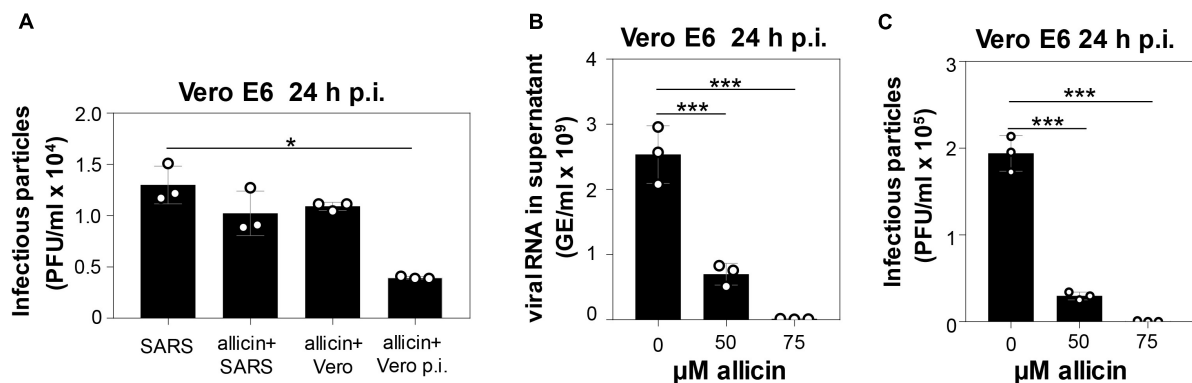 A
Vero E6 24 h p.i.
Infectious particles
(PFU/ml x 10⁴)
2.0
1.5
1.0
0.5
0
*
SARS
allicin+
SARS
allicin+
Vero
allicin+
Vero p.i.
B
Vero E6 24 h p.i.
viral RNA in supernatant
(GE/ml x 10⁹)
4
3
2
1
0
***
***
0 50 75
µM allicin
C
Vero E6 24 h p.i.
Infectious particles
(PFU/ml x 10⁵)
3
2
1
0
***
***
0 50 75
µM allicin